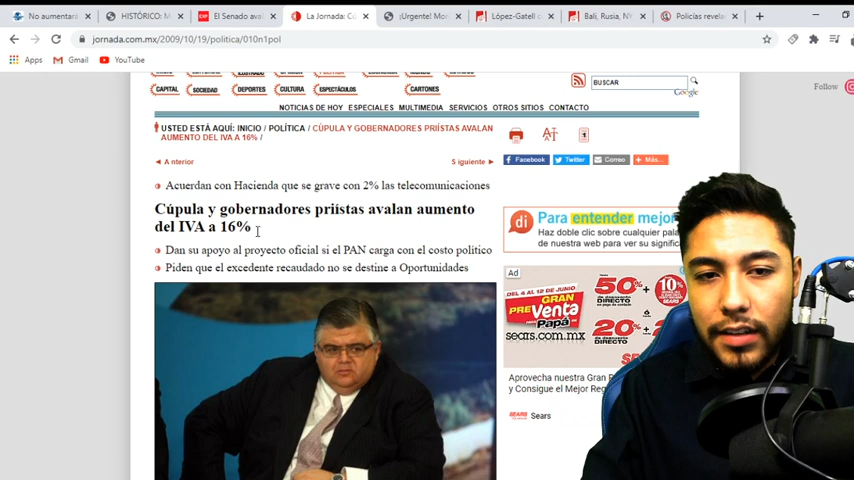 No aumentara
HISTÓRICO: M
El Senado aval
La Jornada: Cú
¡Urgente! Mor
López-Gatell c
Bali, Rusia, NY
Policías revela
jornada.com.mx/2009/10/19/politica/010n1pol
Apps
Gmail
YouTube
CAPITAL
SOCIEDAD
DEPORTES
CULTURA
ESPECTÁCULOS
CARTONES
BUSCAR
Google
Follow
NOTICIAS DE HOY ESPECIALES MULTIMEDIA SERVICIOS OTROS SITIOS CONTACTO
USTED ESTÁ AQUÍ: INICIO / POLÍTICA / CÚPULA Y GOBERNADORES PRIÍSTAS AVALAN
AUMENTO DEL IVA A 16% /
Anterior
Siguiente
Facebook
Twitter
Correo
Más...
Acuerdan con Hacienda que se grave con 2% las telecomunicaciones
Cúpula y gobernadores priístas avalan aumento
del IVA a 16%
Dan su apoyo al proyecto oficial si el PAN carga con el costo político
Piden que el excedente recaudado no se destine a Oportunidades
di
Para entender mejor
Haz doble clic sobre cualquier pala
de nuestra web para ver su signific
Ad
DEL 4 AL 12 DE JUNIO
GRAN
PreVenta
Papá
sears.com.mx
50%
10%
20%
Aprovecha nuestra Gran P
y Consigue el Mejor Reg
SEARS
Sears